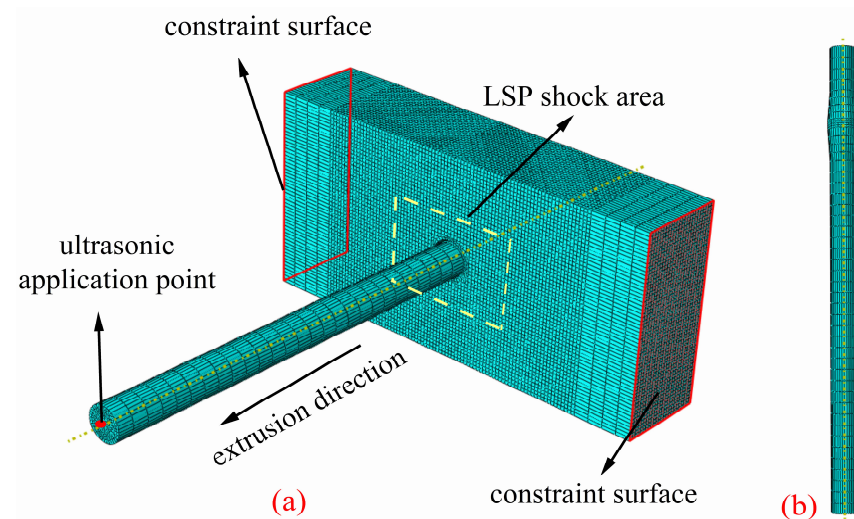 constraint surface
LSP shock area
ultrasonic
application point
extrusion direction
constraint surface
(a)
(b)